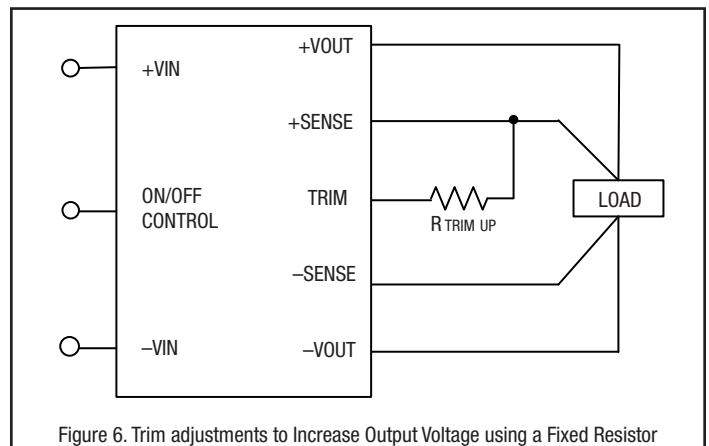 +VOUT
+VIN
+SENSE
ON/OFF
CONTROL
TRIM
R TRIM UP
LOAD
–SENSE
–VIN
–VOUT
Figure 6. Trim adjustments to Increase Output Voltage using a Fixed Resistor